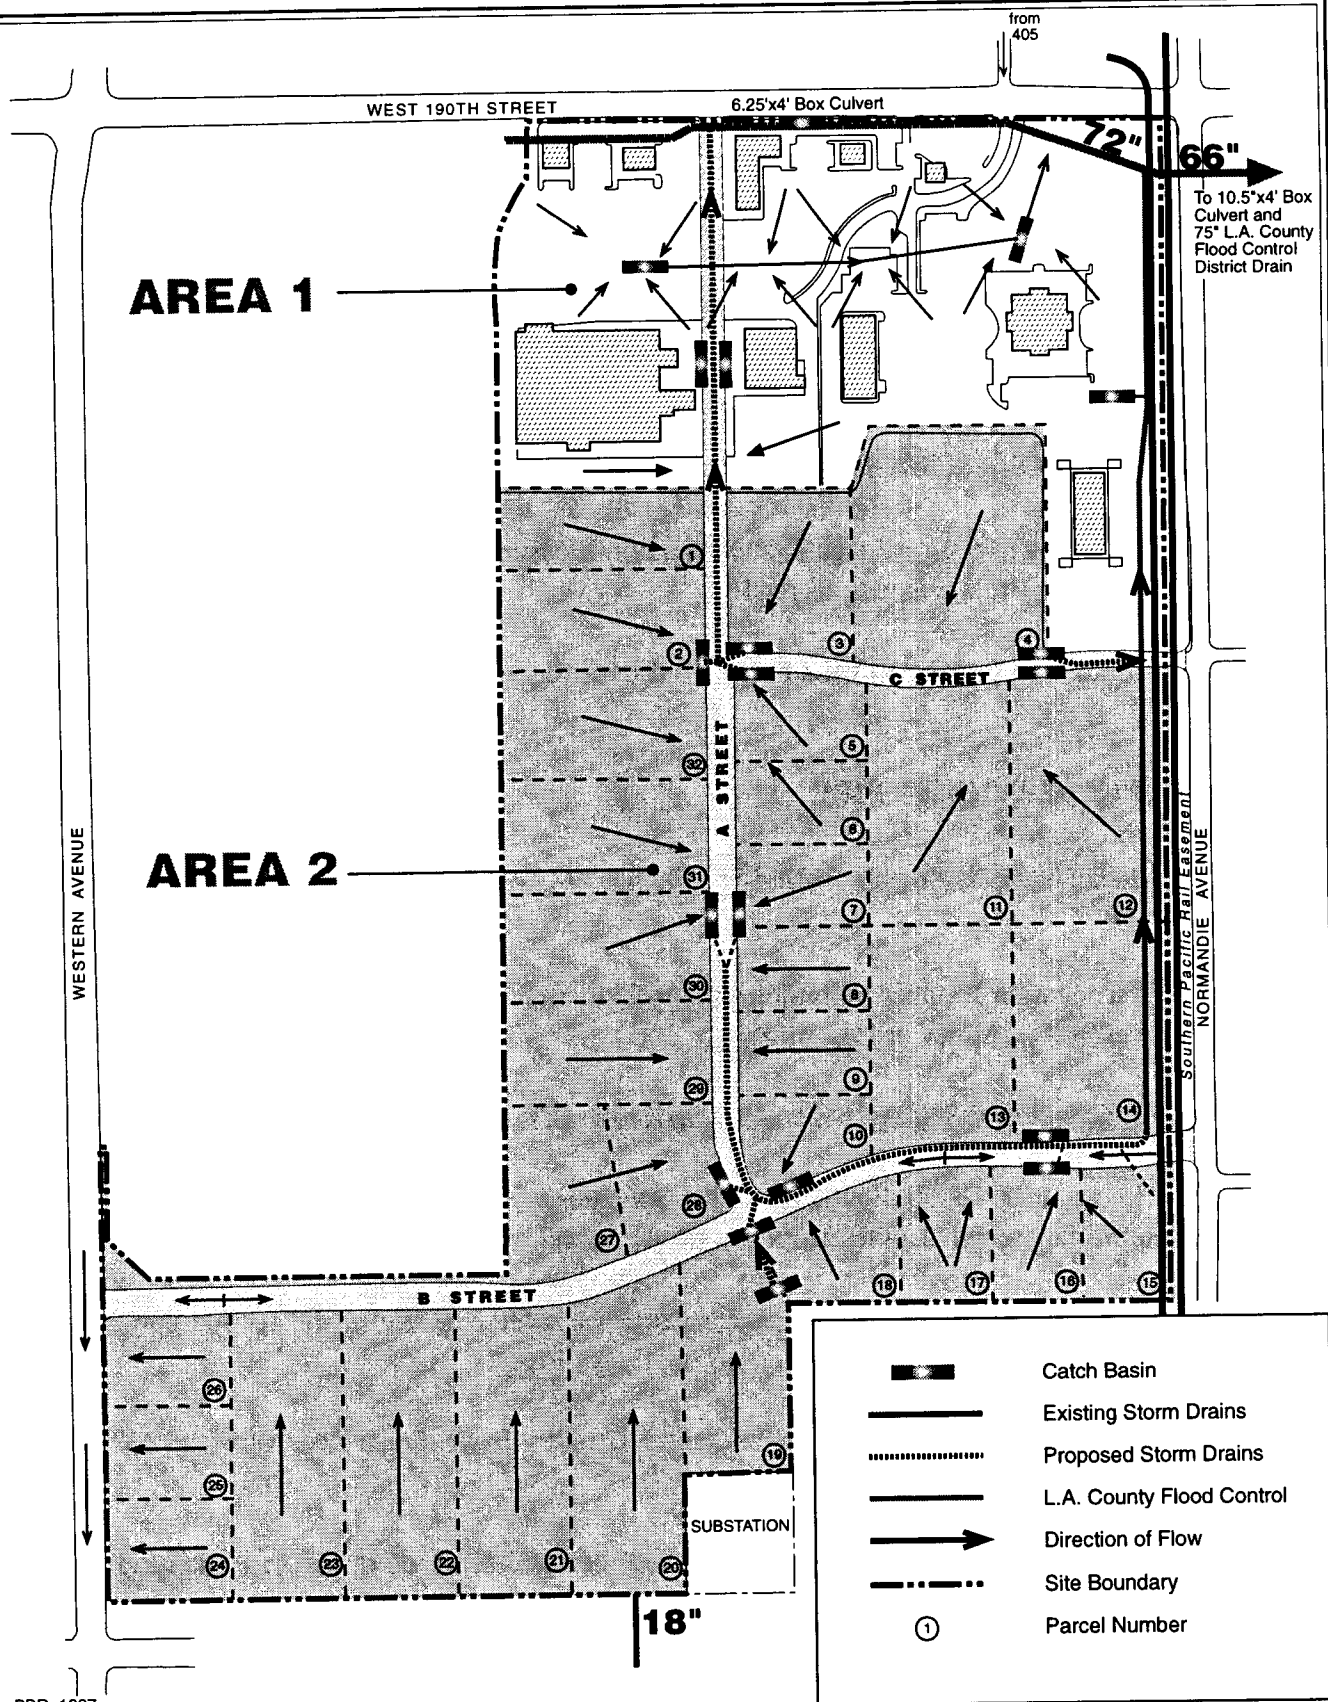 from
405
WEST 190TH STREET
6.25'x4' Box Culvert
72"
66"
To 10.5"x4' Box
Culvert and
75" L.A. County
Flood Control
District Drain
AREA 1
1
2
3
4
C STREET
A STREET
5
32
6
AREA 2
31
7
11
12
WESTERN AVENUE
Southern Pacific Rail Easement
NORMANDIE AVENUE
30
8
29
9
13
14
10
28
27
18
17
16
15
B STREET
26
25
19
SUBSTATION
24
23
22
21
20
18"
Catch Basin
Existing Storm Drains
Proposed Storm Drains
L.A. County Flood Control
Direction of Flow
Site Boundary
1
Parcel Number